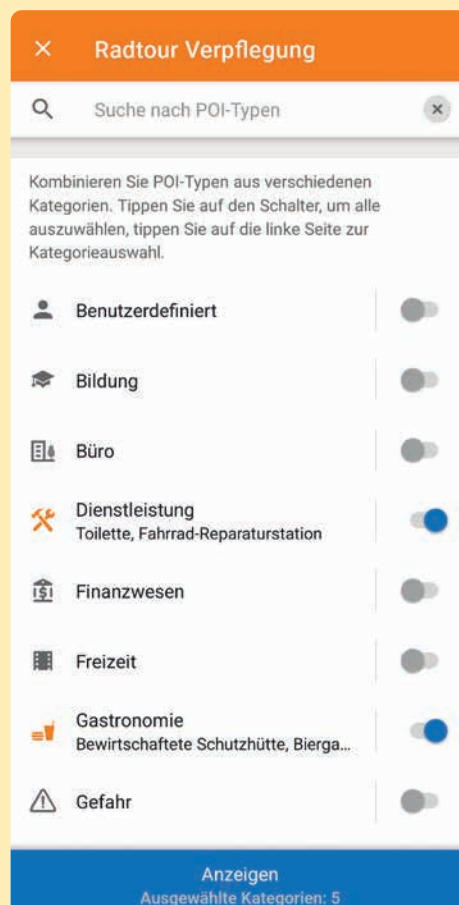 Radtour Verpflegung
Suche nach POI-Typen
Kombinieren Sie POI-Typen aus verschiedenen
Kategorien. Tippen Sie auf den Schalter, um alle
auszuwählen, tippen Sie auf die linke Seite zur
Kategorieauswahl.
Benutzerdefiniert
Bildung
Büro
Dienstleistung
Toilette, Fahrrad-Reparaturstation
Finanzwesen
Freizeit
Gastronomie
Bewirtschaftete Schutzhütte, Bierga...
Gefahr
Anzeigen
Ausgewählte Kategorien: 5